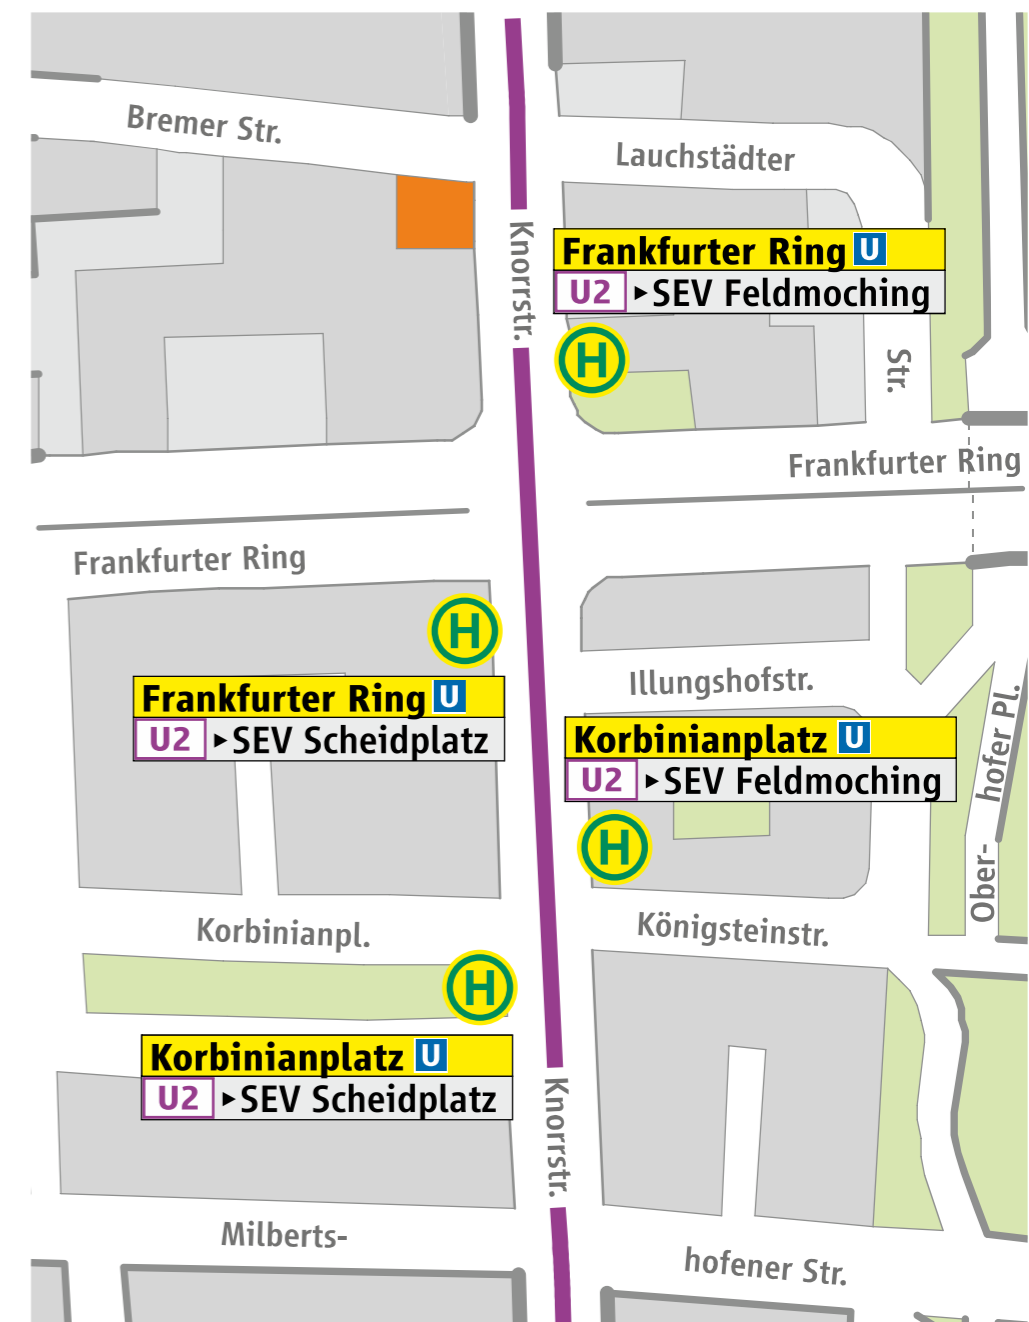 Bremer Str.
Lauchstädter
Str.
Knorrstr.
Frankfurter Ring U
U2 ▸SEV Feldmoching
H
Frankfurter Ring
Frankfurter Ring
H
Frankfurter Ring U
U2 ▸SEV Scheidplatz
Illungshofstr.
Korbinianplatz U
U2 ▸SEV Feldmoching
H
Ober-
hofer Pl.
Korbinianpl.
Königsteinstr.
H
Korbinianplatz U
U2 ▸SEV Scheidplatz
Knorrstr.
Milberts-
hofener Str.